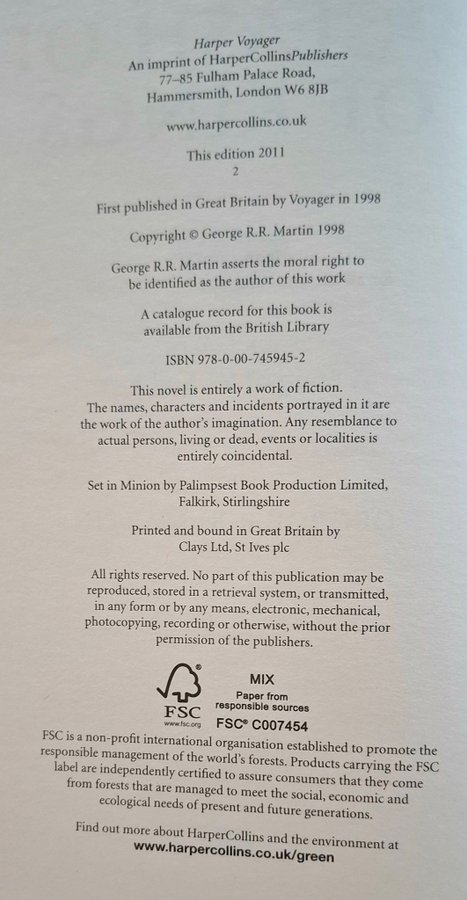 Harper Voyager
An imprint of HarperCollinsPublishers
77–85 Fulham Palace Road,
Hammersmith, London W6 8JB
www.harpercollins.co.uk
This edition 2011
2
First published in Great Britain by Voyager in 1998
Copyright © George R.R. Martin 1998
George R.R. Martin asserts the moral right to
be identified as the author of this work
A catalogue record for this book is
available from the British Library
ISBN 978-0-00-745945-2
This novel is entirely a work of fiction.
The names, characters and incidents portrayed in it are
the work of the author's imagination. Any resemblance to
actual persons, living or dead, events or localities is
entirely coincidental.
Set in Minion by Palimpsest Book Production Limited,
Falkirk, Stirlingshire
Printed and bound in Great Britain by
Clays Ltd, St Ives plc
All rights reserved. No part of this publication may be
reproduced, stored in a retrieval system, or transmitted,
in any form or by any means, electronic, mechanical,
photocopying, recording or otherwise, without the prior
permission of the publishers.
®
FSC
www.fsc.org
MIX
Paper from
responsible sources
FSC® C007454
FSC is a non-profit international organisation established to promote the
responsible management of the world's forests. Products carrying the FSC
label are independently certified to assure consumers that they come
from forests that are managed to meet the social, economic and
ecological needs of present and future generations.
Find out more about HarperCollins and the environment at
www.harpercollins.co.uk/green